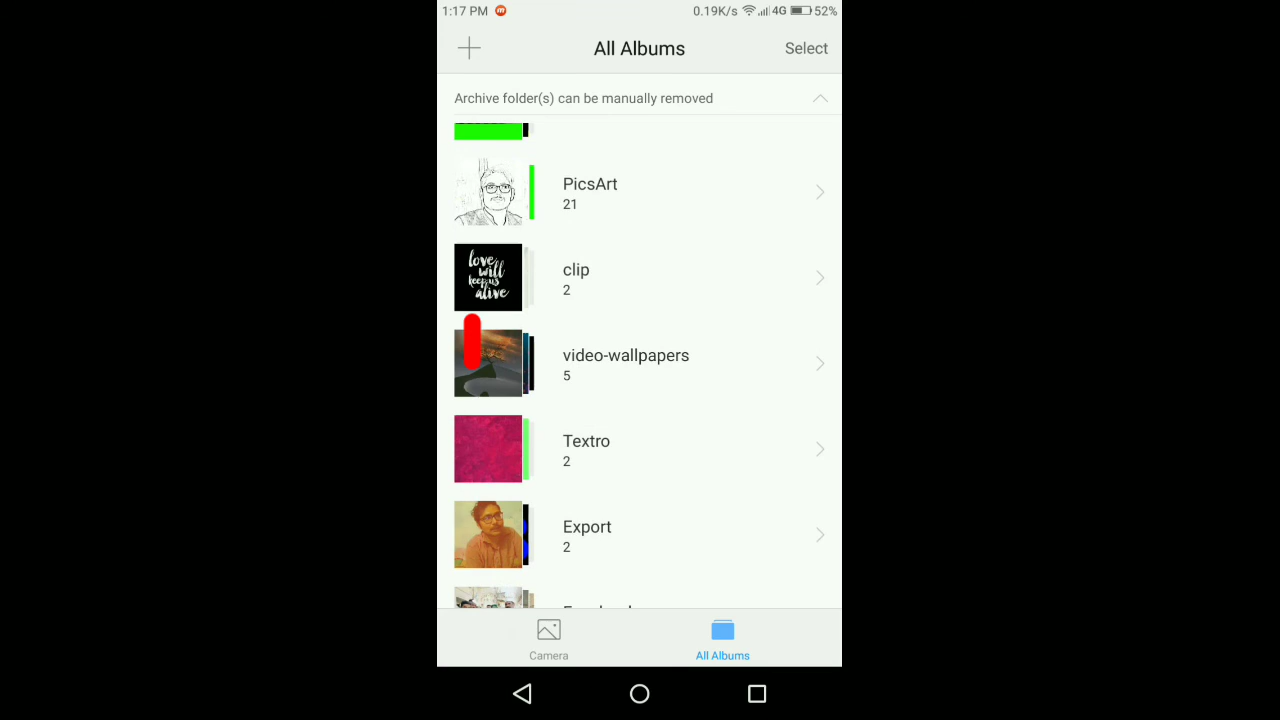 1:17 PM
0.19K/s 4G 52%
All Albums
Select
Archive folder(s) can be manually removed
PicsArt
21
clip
2
love
will
keep us
alive
video-wallpapers
5
Textro
2
Export
2
Camera
All Albums